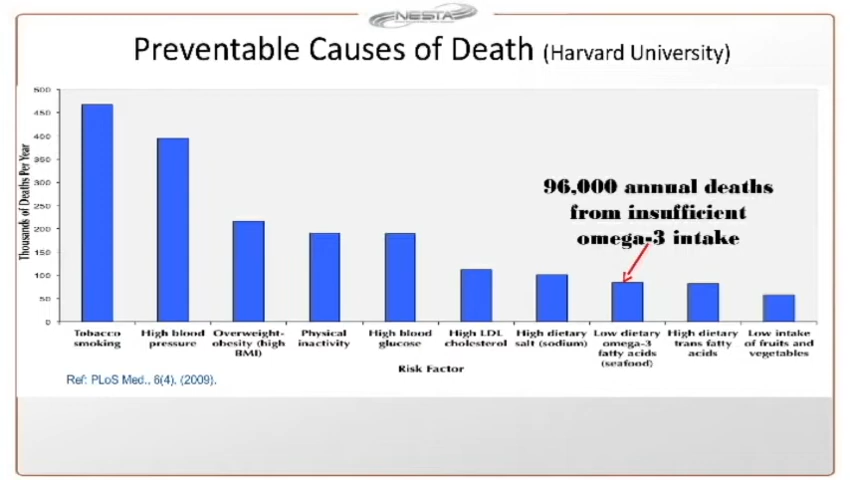 NESTA
Preventable Causes of Death (Harvard University)
500
450
400
350
300
250
200
150
100
50
0
Thousands of Deaths Per Year
96,000 annual deaths
from insufficient
omega-3 intake
Tobacco
smoking
High blood
pressure
Overweight-
obesity (high
BMI)
Physical
inactivity
High blood
glucose
High LDL
cholesterol
High dietary
salt (sodium)
Low dietary
omega-3
fatty acids
(seafood)
High dietary
trans fatty
acids
Low intake
of fruits and
vegetables
Risk Factor
Ref: PLoS Med., 6(4). (2009).